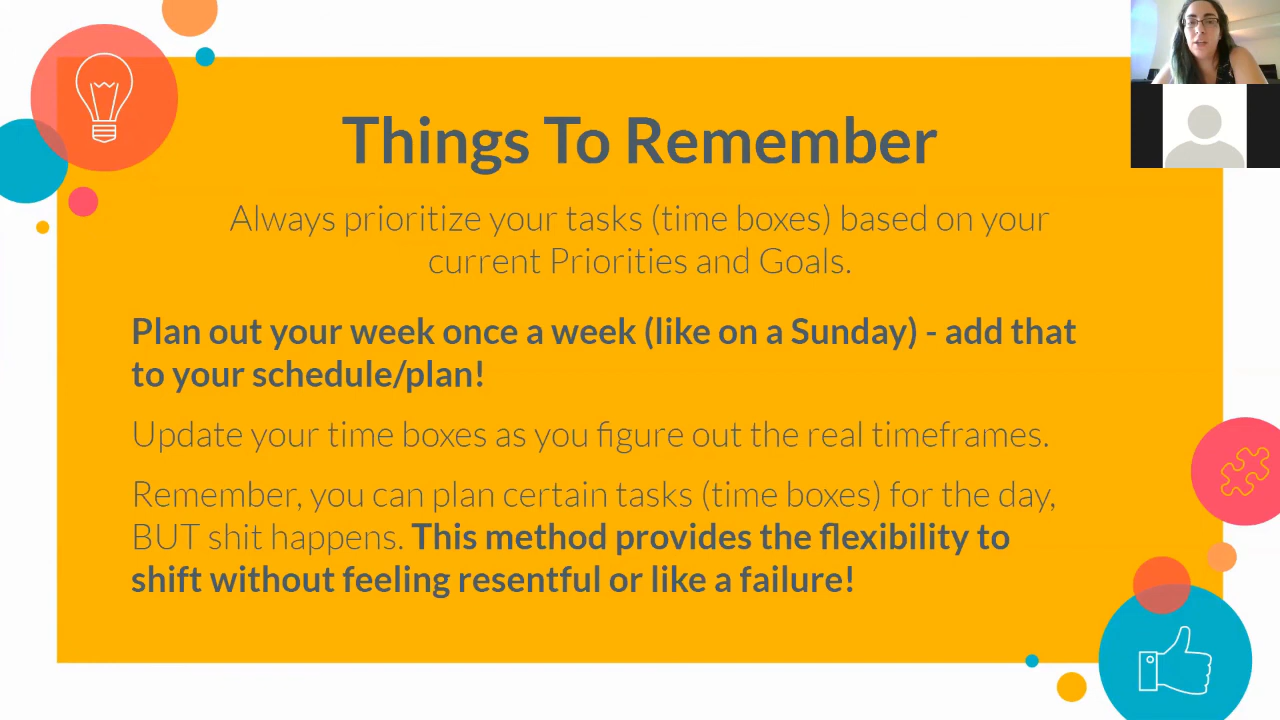 Things To Remember
Always prioritize your tasks (time boxes) based on your
current Priorities and Goals.
Plan out your week once a week (like on a Sunday) - add that
to your schedule/plan!
Update your time boxes as you figure out the real timeframes.
Remember, you can plan certain tasks (time boxes) for the day,
BUT shit happens. This method provides the flexibility to
shift without feeling resentful or like a failure!